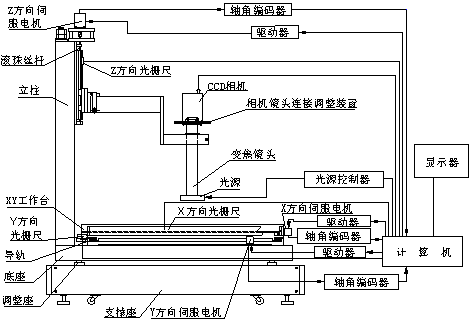 Z方向伺
服电机
轴角编码器
驱动器
滚珠丝杆
Z方向光栅尺
立柱
CCD相机
相机镜头连接调整装置
显示器
变焦镜头
光源
光源控制器
XY工作台
X方向光栅尺
X方向伺服电机
Y方向
光栅尺
驱动器
轴角编码器
计算机
导轨
驱动器
底座
轴角编码器
调整座
支撑座
Y方向伺服电机